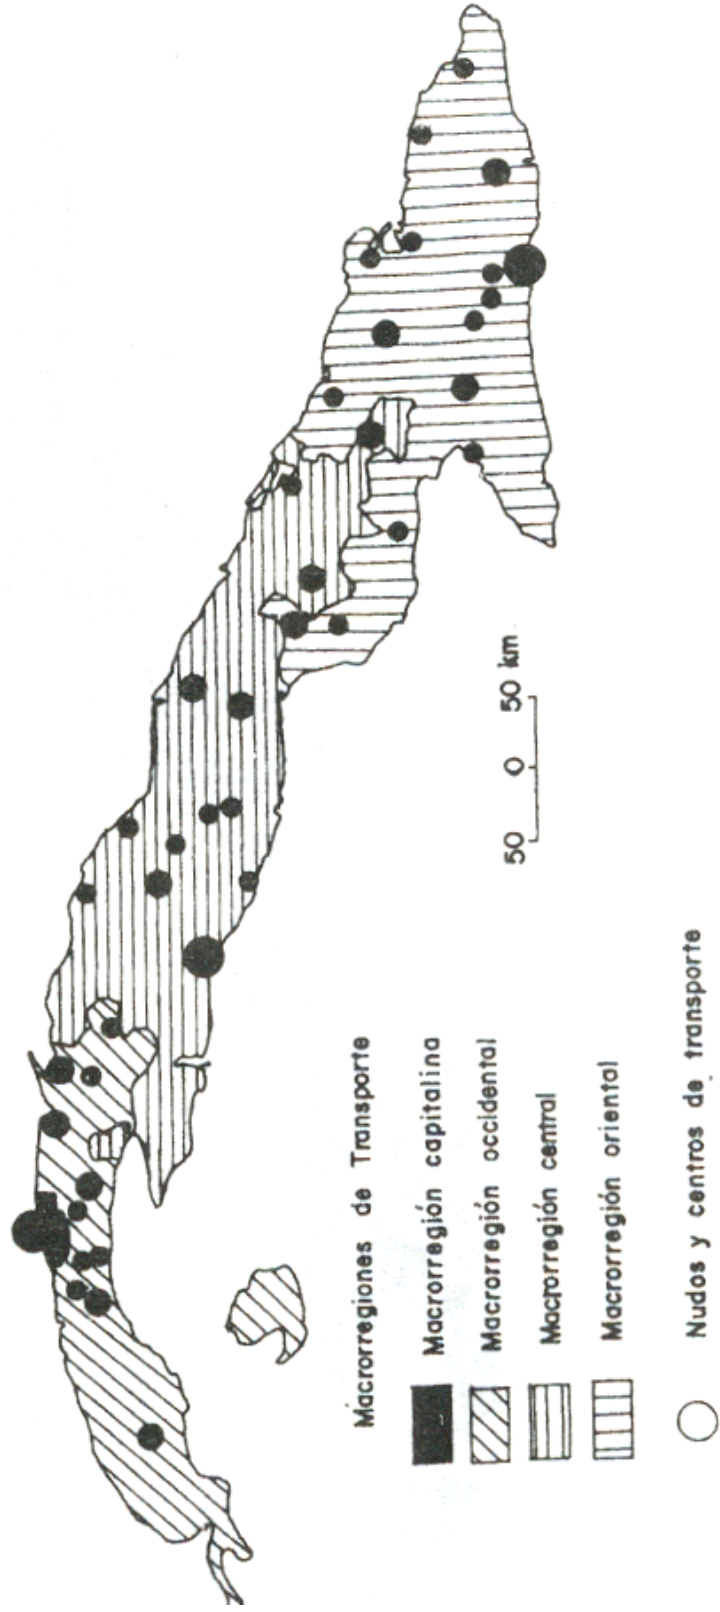 50 0 50 km
Macrorregiones de Transporte
Macrorregión capitalina
Macrorregión occidental
Macrorregión central
Macrorregión oriental
Nudos y centros de transporte